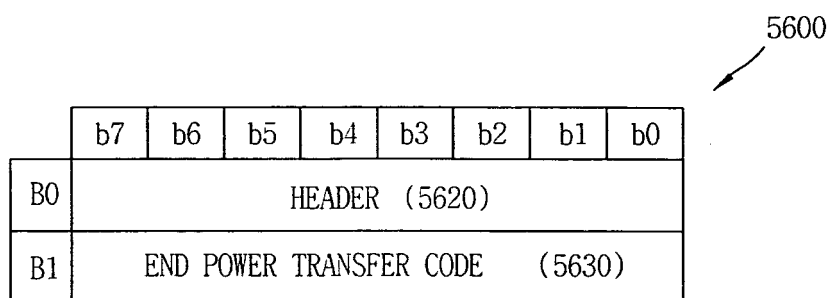 5600
b7 b6 b5 b4 b3 b2 b1 b0
B0 HEADER (5620)
B1 END POWER TRANSFER CODE (5630)